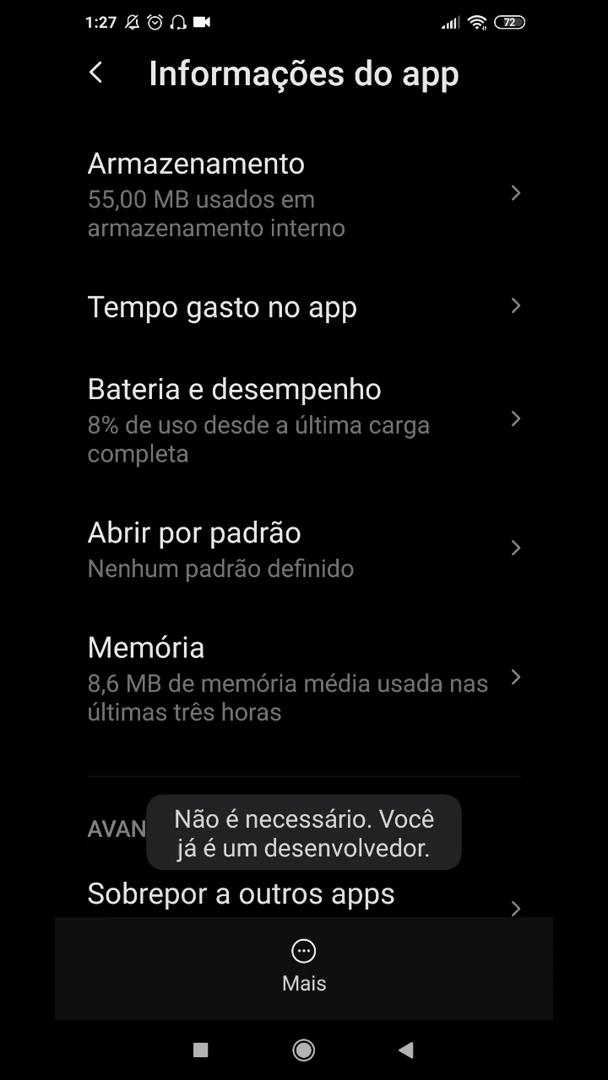 1:27
72
Informações do app
Armazenamento
55,00 MB usados em
armazenamento interno
Tempo gasto no app
Bateria e desempenho
8% de uso desde a última carga
completa
Abrir por padrão
Nenhum padrão definido
Memória
8,6 MB de memória média usada nas
últimas três horas
AVAN
Não é necessário. Você
já é um desenvolvedor.
Sobrepor a outros apps
Mais